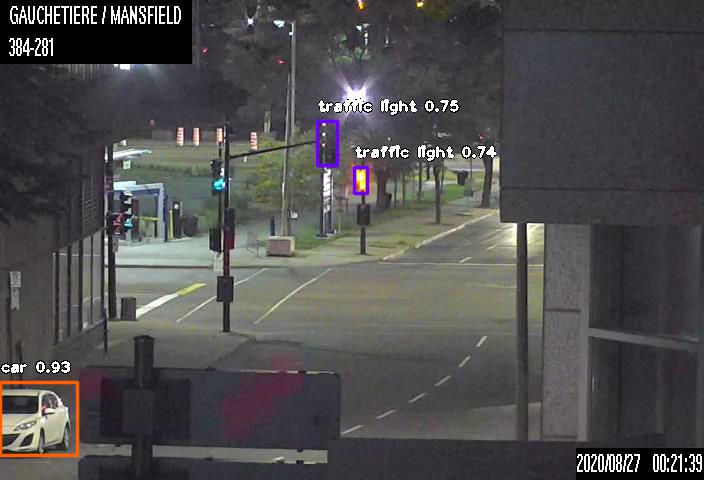 GAUCHETIERE / MANSFIELD
384-281
traffic light 0.75
traffic light 0.74
car 0.93
2020/08/27 00:21:39